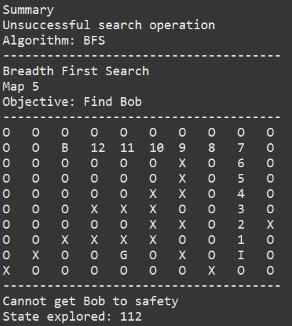 Summary
Unsuccessful search operation
Algorithm: BFS
----------------------------------------
Breadth First Search
Map 5
Objective: Find Bob
----------------------------------------
O O O O O O O O O O
O O B 12 11 10 9 8 7 O
O O O O O O X O 6 O
O O O O O X X O 5 O
O O O O O X X O 4 O
O O O X X X O O 3 O
O O O O O O X O 2 X
O O X X X X O O 1 O
O X O O G O X O I O
X O O O O O O X O O
----------------------------------------
Cannot get Bob to safety
State explored: 112